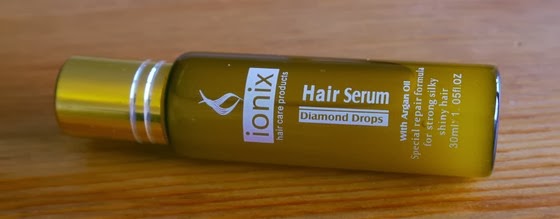 ionix
hair care products
Hair Serum
Diamond Drops
With Argan Oil
Special repair formula
for strong silky
shiny hair
30ml: 1.05fl.OZ